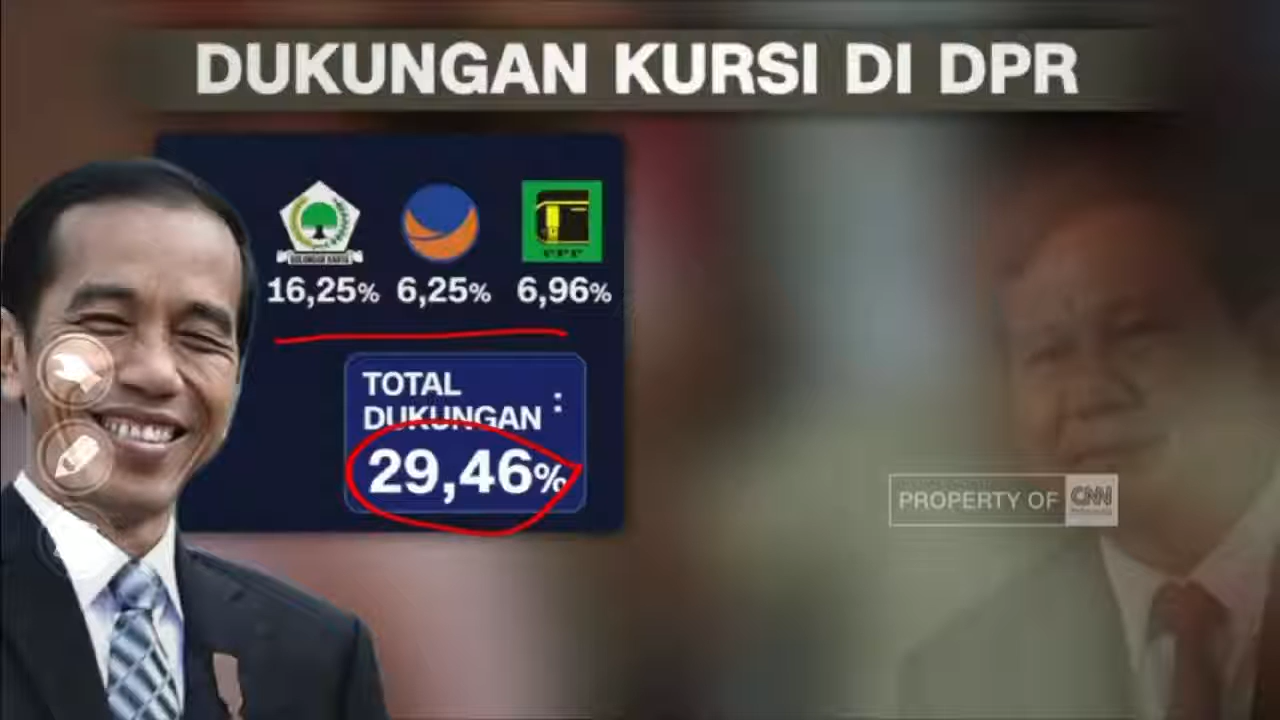 DUKUNGAN KURSI DI DPR
16,25% 6,25% 6,96%
TOTAL
DUKUNGAN :
29,46%
PROPERTY OF CNN